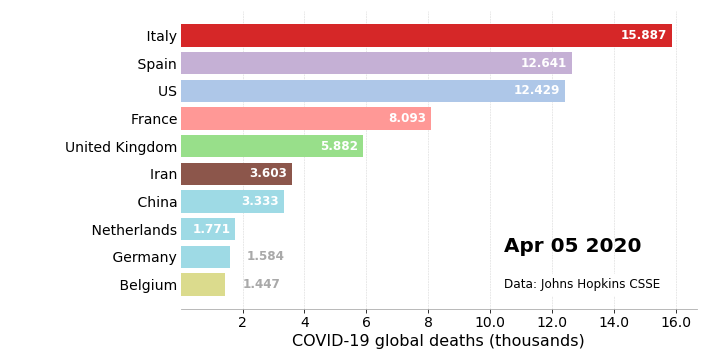 Italy 15.887
Spain 12.641
US 12.429
France 8.093
United Kingdom 5.882
Iran 3.603
China 3.333
Netherlands 1.771
Germany 1.584
Belgium 1.447
Apr 05 2020
Data: Johns Hopkins CSSE
2 4 6 8 10.0 12.0 14.0 16.0
COVID-19 global deaths (thousands)